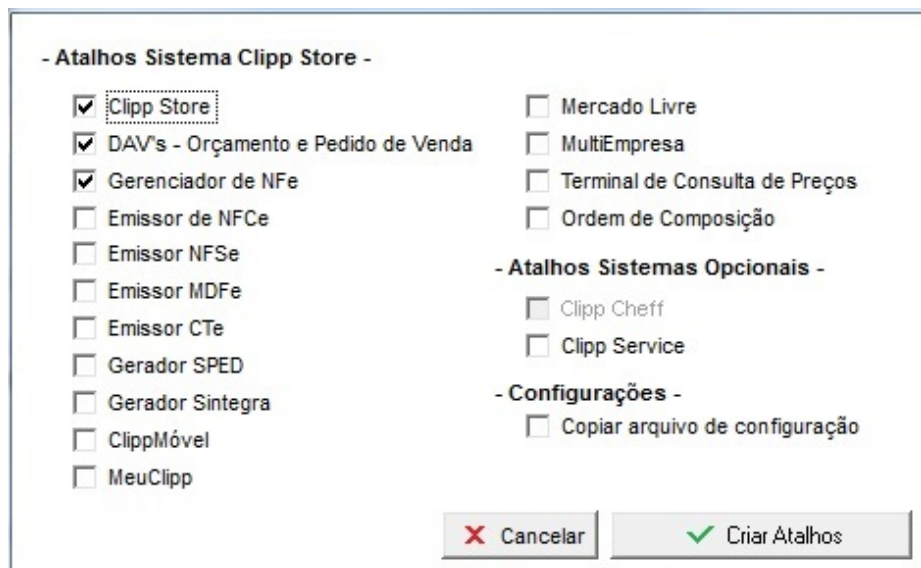 - Atalhos Sistema Clipp Store -
Clipp Store
DAV's - Orçamento e Pedido de Venda
Gerenciador de NFe
Emissor de NFCe
Emissor NFSe
Emissor MDFe
Emissor CTe
Gerador SPED
Gerador Sintegra
ClippMóvel
MeuClipp
Mercado Livre
MultiEmpresa
Terminal de Consulta de Preços
Ordem de Composição
- Atalhos Sistemas Opcionais -
Clipp Cheff
Clipp Service
- Configurações -
Copiar arquivo de configuração
Cancelar
Criar Atalhos